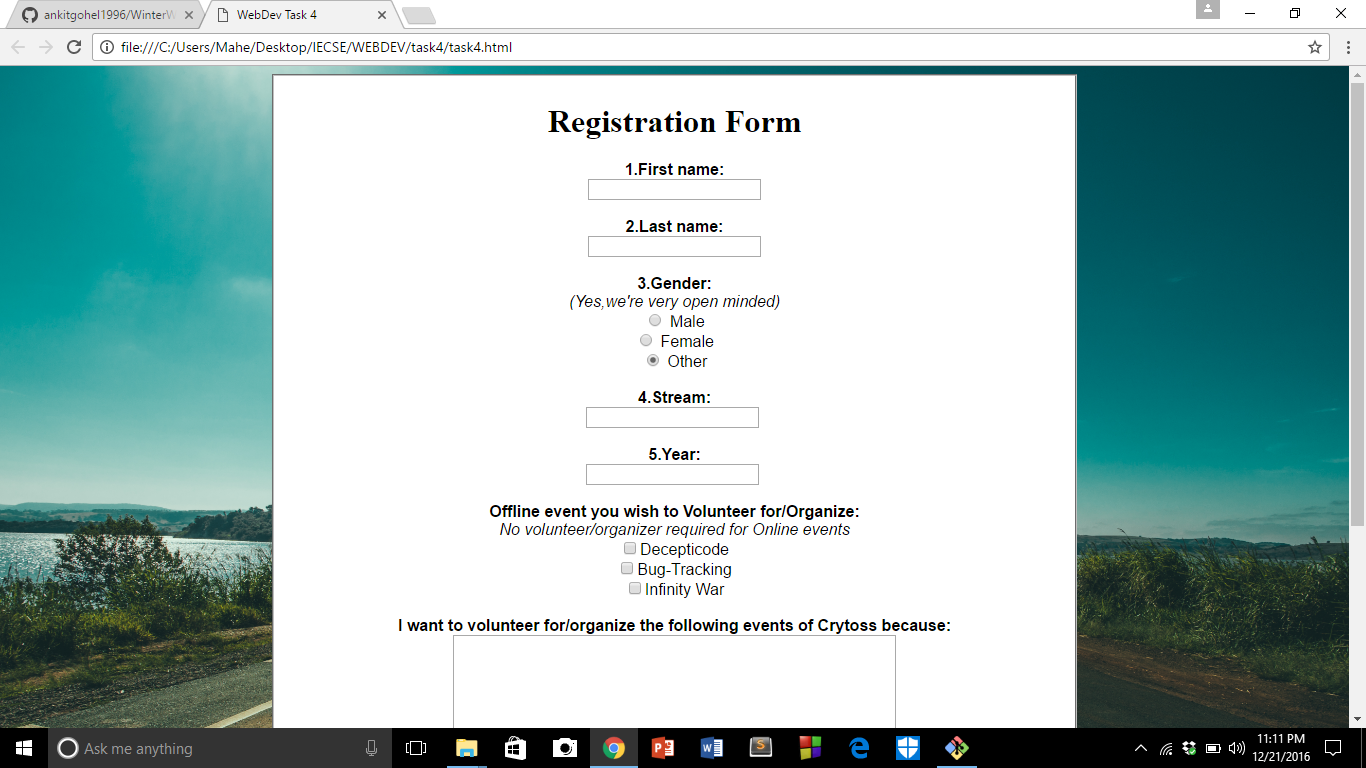 ankitgohel1996/WinterW
WebDev Task 4
file:///C:/Users/Mahe/Desktop/IECSE/WEBDEV/task4/task4.html
Registration Form
1.First name:
2.Last name:
3.Gender:
(Yes,we're very open minded)
Male
Female
Other
4.Stream:
5.Year:
Offline event you wish to Volunteer for/Organize:
No volunteer/organizer required for Online events
Decepticode
Bug-Tracking
Infinity War
I want to volunteer for/organize the following events of Crytoss because:
Ask me anything
11:11 PM
12/21/2016